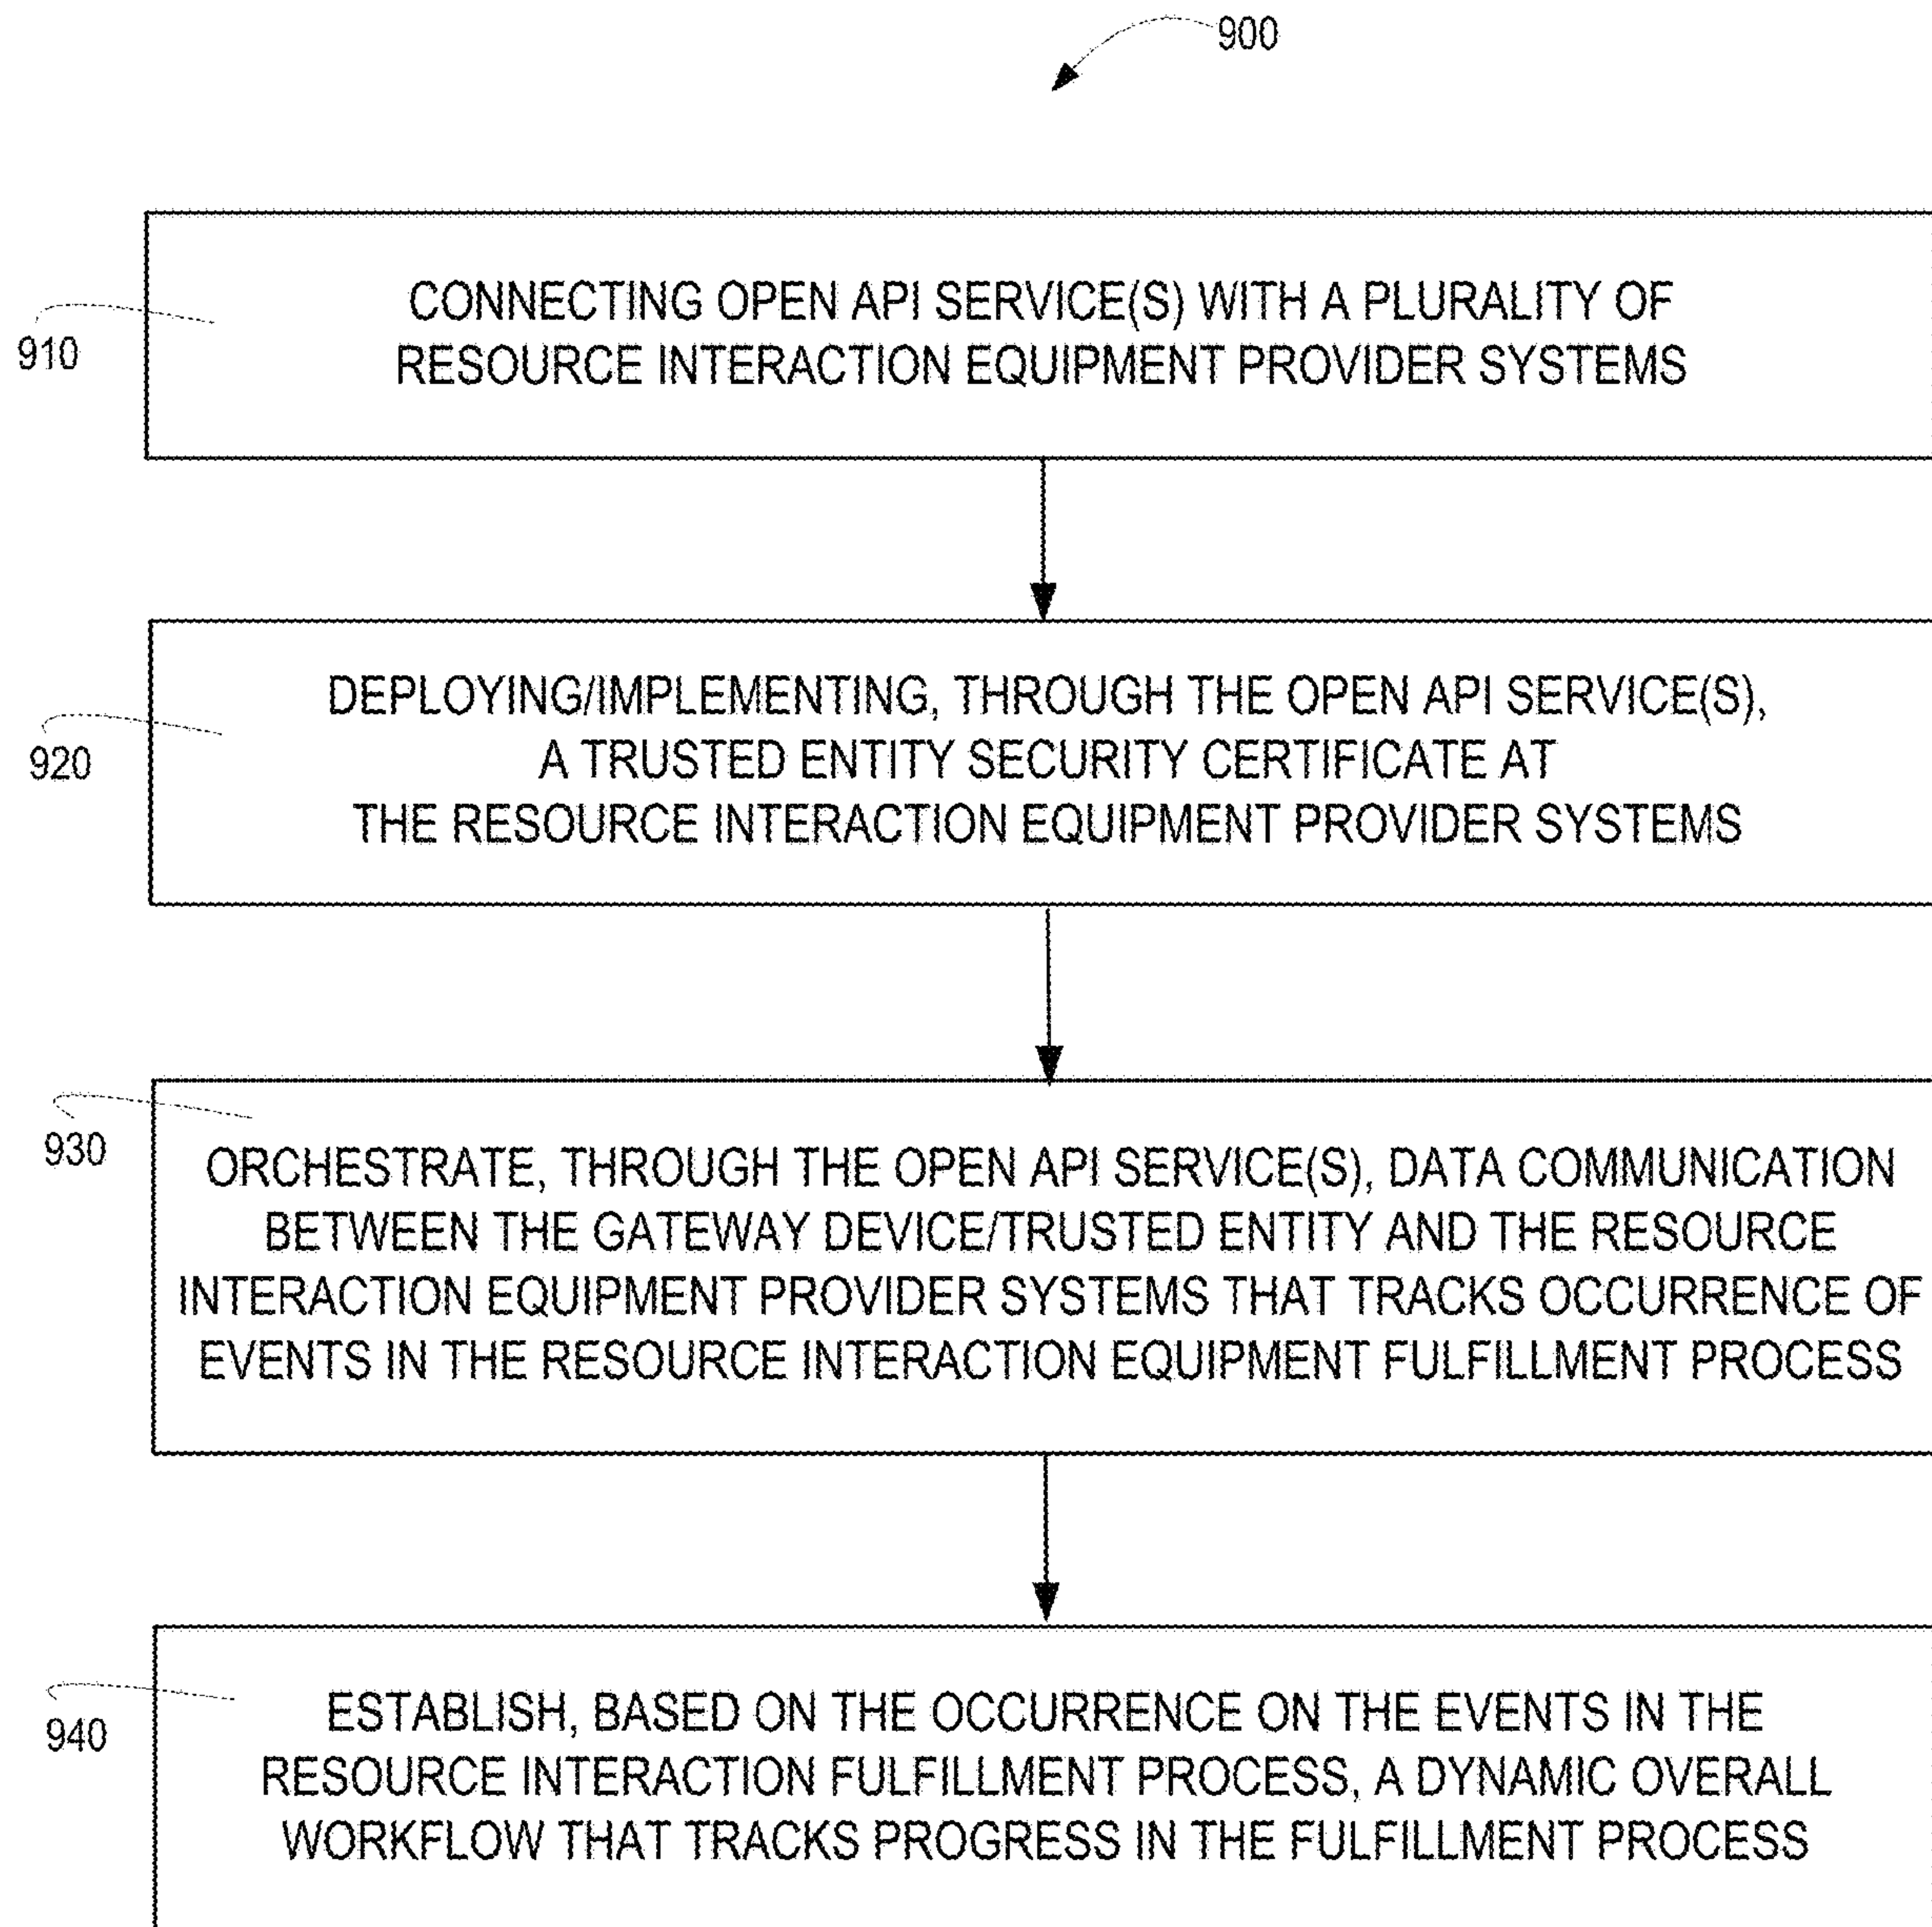 900
910
CONNECTING OPEN API SERVICE(S) WITH A PLURALITY OF
RESOURCE INTERACTION EQUIPMENT PROVIDER SYSTEMS
920
DEPLOYING/IMPLEMENTING, THROUGH THE OPEN API SERVICE(S),
A TRUSTED ENTITY SECURITY CERTIFICATE AT
THE RESOURCE INTERACTION EQUIPMENT PROVIDER SYSTEMS
930
ORCHESTRATE, THROUGH THE OPEN API SERVICE(S), DATA COMMUNICATION
BETWEEN THE GATEWAY DEVICE/TRUSTED ENTITY AND THE RESOURCE
INTERACTION EQUIPMENT PROVIDER SYSTEMS THAT TRACKS OCCURRENCE OF
EVENTS IN THE RESOURCE INTERACTION EQUIPMENT FULFILLMENT PROCESS
940
ESTABLISH, BASED ON THE OCCURRENCE ON THE EVENTS IN THE
RESOURCE INTERACTION FULFILLMENT PROCESS, A DYNAMIC OVERALL
WORKFLOW THAT TRACKS PROGRESS IN THE FULFILLMENT PROCESS